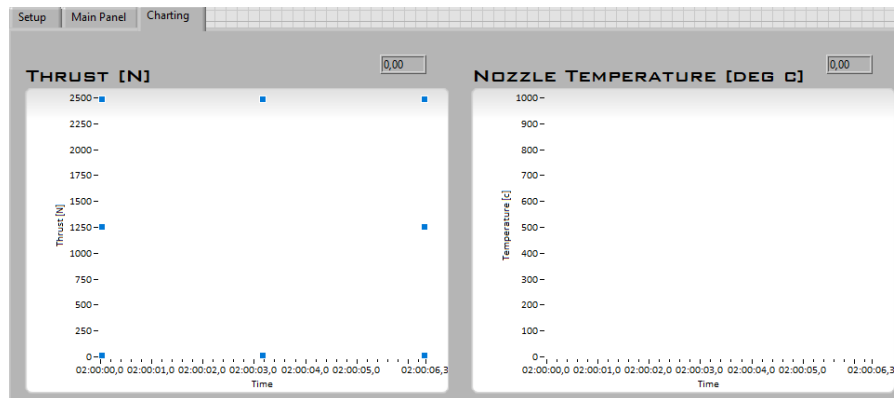 Setup Main Panel Charting
THRUST [N] 0,00
2500
2250
2000
1750
1500
1250
1000
750
500
250
0
Thrust [N]
02:00:00,0 02:00:01,0 02:00:02,0 02:00:03,0 02:00:04,0 02:00:05,0 02:00:06,3
Time
NOZZLE TEMPERATURE [DEG C] 0,00
1000
900
800
700
600
500
400
300
200
100
0
Temperature [c]
02:00:00,0 02:00:01,0 02:00:02,0 02:00:03,0 02:00:04,0 02:00:05,0 02:00:06,3
Time